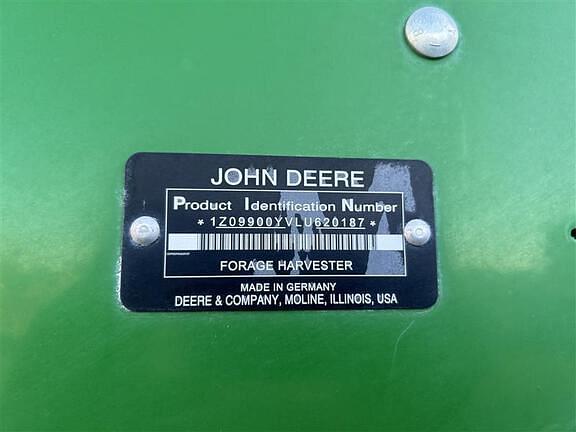 JOHN DEERE
Product Identification Number
*1Z09900YVLU620187*
FORAGE HARVESTER
MADE IN GERMANY
DEERE & COMPANY, MOLINE, ILLINOIS, USA